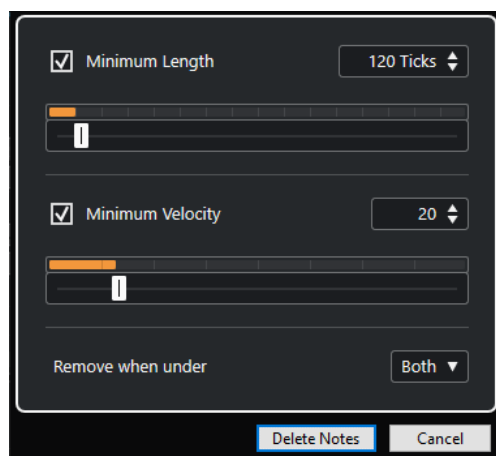 Minimum Length 120 Ticks
Minimum Velocity 20
Remove when under Both
Delete Notes Cancel